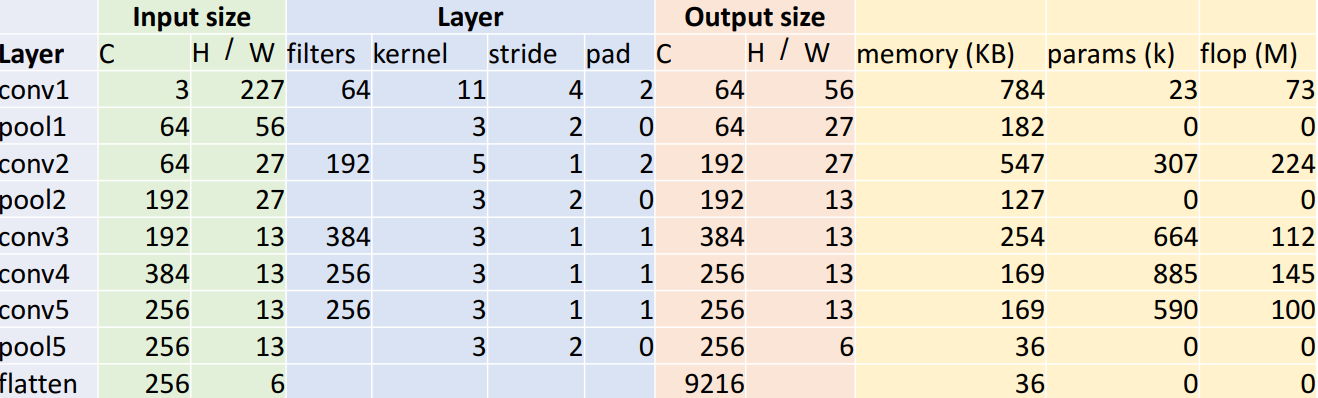 Input size Layer Output size
Layer C H / W filters kernel stride pad C H / W memory (KB) params (k) flop (M)
conv1 3 227 64 11 4 2 64 56 784 23 73
pool1 64 56 3 2 0 64 27 182 0 0
conv2 64 27 192 5 1 2 192 27 547 307 224
pool2 192 27 3 2 0 192 13 127 0 0
conv3 192 13 384 3 1 1 384 13 254 664 112
conv4 384 13 256 3 1 1 256 13 169 885 145
conv5 256 13 256 3 1 1 256 13 169 590 100
pool5 256 13 3 2 0 256 6 36 0 0
flatten 256 6 9216 36 0 0